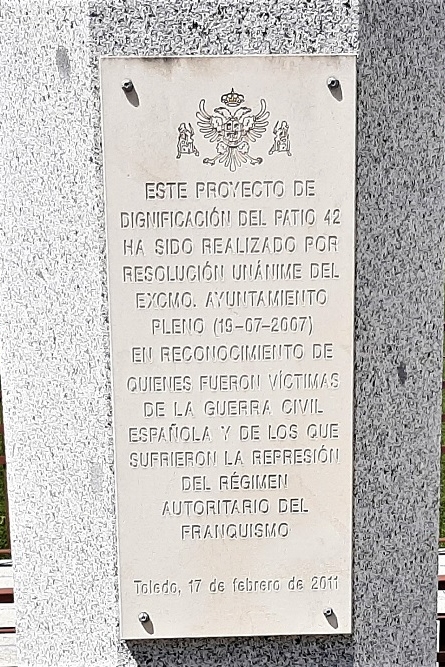 ESTE PROYECTO DE
DIGNIFICACIÓN DEL PATIO 42
HA SIDO REALIZADO POR
RESOLUCIÓN UNÁNIME DEL
EXCMO. AYUNTAMIENTO
PLENO (19-07-2007)
EN RECONOCIMIENTO DE
QUIENES FUERON VÍCTIMAS
DE LA GUERRA CIVIL
ESPAÑOLA Y DE LOS QUE
SUFRIERON LA REPRESIÓN
DEL RÉGIMEN
AUTORITARIO DEL
FRANQUISMO
Toledo, 17 de febrero de 2011